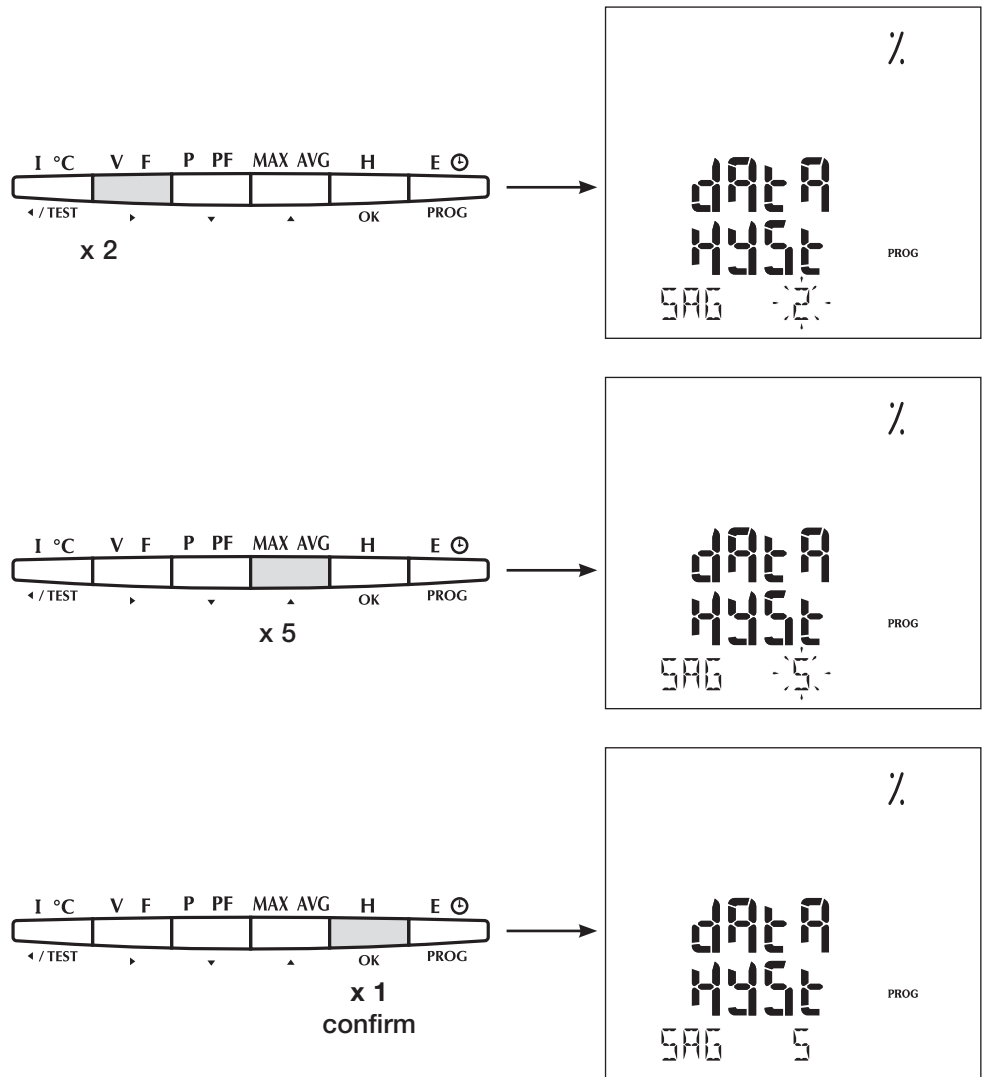 %
I °C V F P PF MAX AVG H E
/ TEST OK PROG
x 2
dAtA
HYSt
PROG
SAG 2
%
I °C V F P PF MAX AVG H E
/ TEST OK PROG
x 5
dAtA
HYSt
PROG
SAG 5
%
I °C V F P PF MAX AVG H E
/ TEST OK PROG
x 1
confirm
dAtA
HYSt
PROG
SAG 5